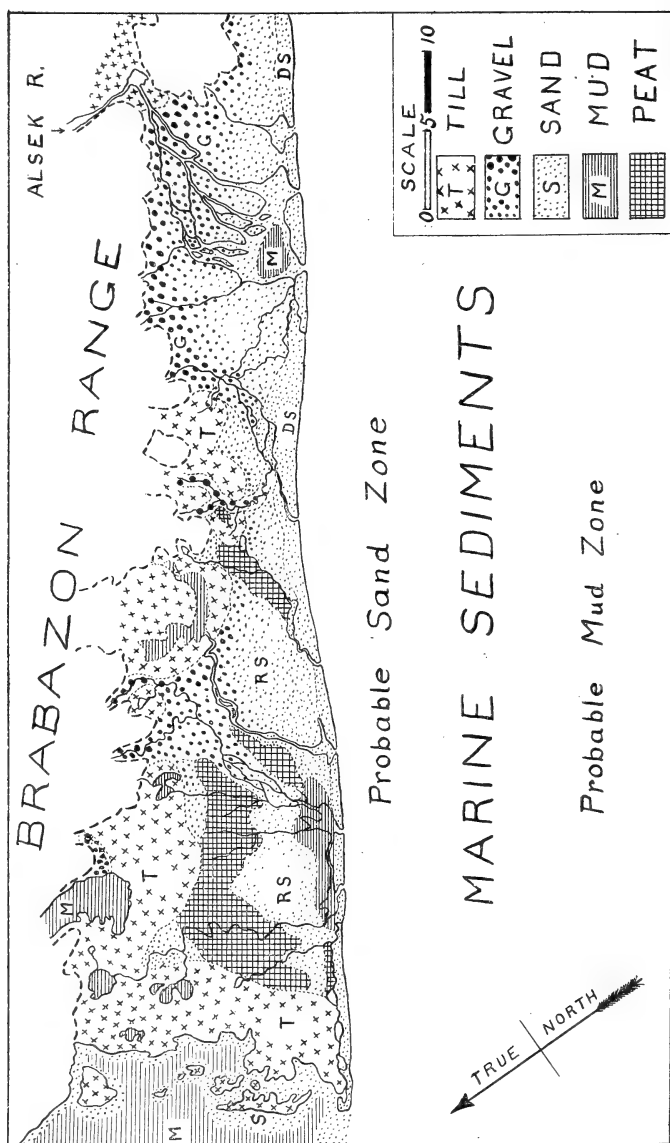 ALSEK R.
BRABAZON RANGE
M
T
T
G
G
M
DS
DS
RS
RS
T
S
M
Probable Sand Zone
MARINE SEDIMENTS
Probable Mud Zone
TRUE NORTH
SCALE
0 5 10
T TILL
G GRAVEL
S SAND
M MUD
PEAT